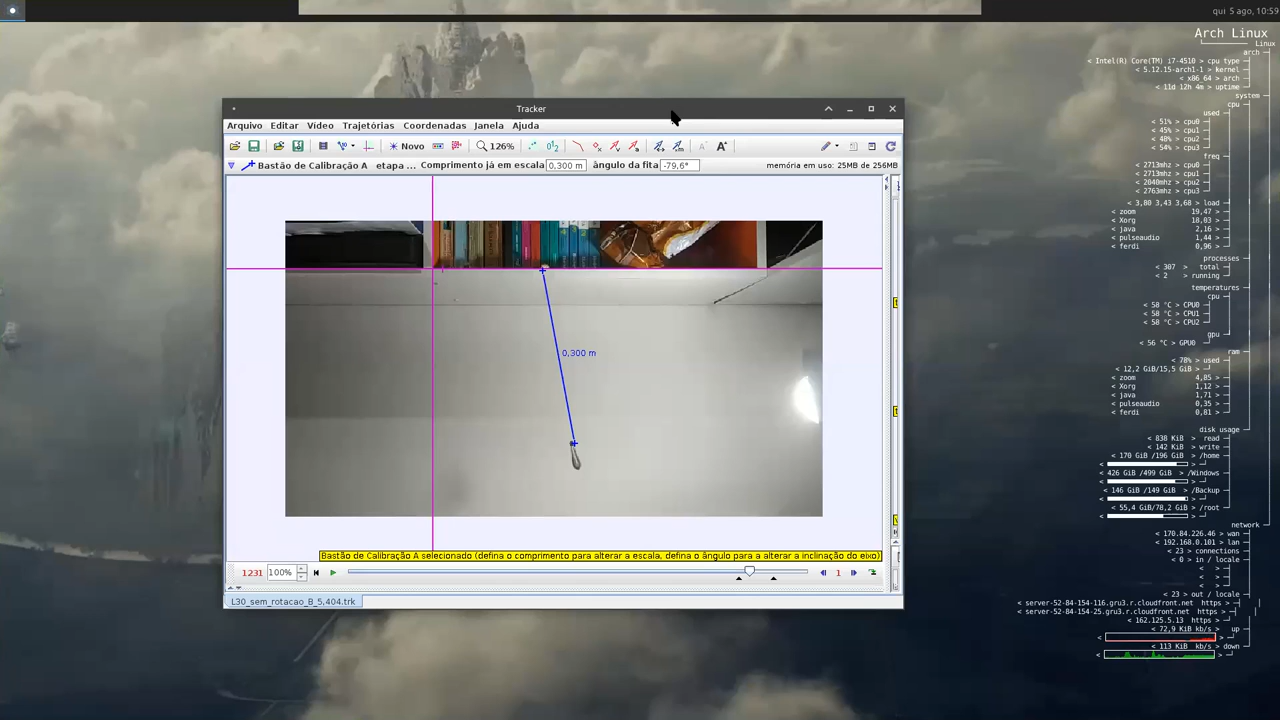 qui 5 ago, 10:59
Arch Linux
Linux
arch
< Intel(R) Core(TM) i7-4510 > cpu type
< 5.12.15-arch1-1 > kernel
< x86_64 > arch
< 11d 12h 4m > uptime
system
cpu
used
< 51% > cpu0
< 45% > cpu1
< 48% > cpu2
< 54% > cpu3
freq
< 2713mhz > cpu0
< 2713mhz > cpu1
< 2040mhz > cpu2
< 2763mhz > cpu3
< 3,80 3,43 3,68 > load
< zoom 19,47
< Xorg 18,03
< java 2,16
< pulseaudio 1,44
< ferdi 0,96
processes
< 307 > total
< 2 > running
temperatures
cpu
< 58 °C > CPU0
< 58 °C > CPU1
< 58 °C > CPU2
gpu
< 56 °C > GPU0
ram
< 78% > used
< 12,2 GiB/15,5 GiB >
< zoom 4,85
< Xorg 1,12
< java 1,71
< pulseaudio 0,35
< ferdi 0,81
disk usage
< 838 KiB > read
< 142 KiB > write
< 170 GiB /196 GiB > /home
< 426 GiB /499 GiB > /Windows
< 146 GiB /149 GiB > /Backup
< 55,4 GiB/78,2 GiB > /root
network
< 170.84.226.46 > wan
< 192.168.0.101 > lan
< 23 > connections
< 0 > in / locale
< >
< >
< >
< 23 > out / locale
< server-52-84-154-116.gru3.r.cloudfront.net https >
< server-52-84-154-25.gru3.r.cloudfront.net https >
< 162.125.5.13 https >
< 72,9 KiB kb/s > up
< 113 KiB kb/s > down
Tracker
Arquivo Editar Vídeo Trajetórias Coordenadas Janela Ajuda
Novo 126%
Bastão de Calibração A etapa ... Comprimento já em escala 0,300 m ângulo da fita -79,6° memória em uso: 25MB de 256MB
0,300 m
Bastão de Calibração A selecionado (defina o comprimento para alterar a escala, defina o ângulo para a alterar a inclinação do eixo)
1231 100% 1
L30_sem_rotacao_B_5,404.trk